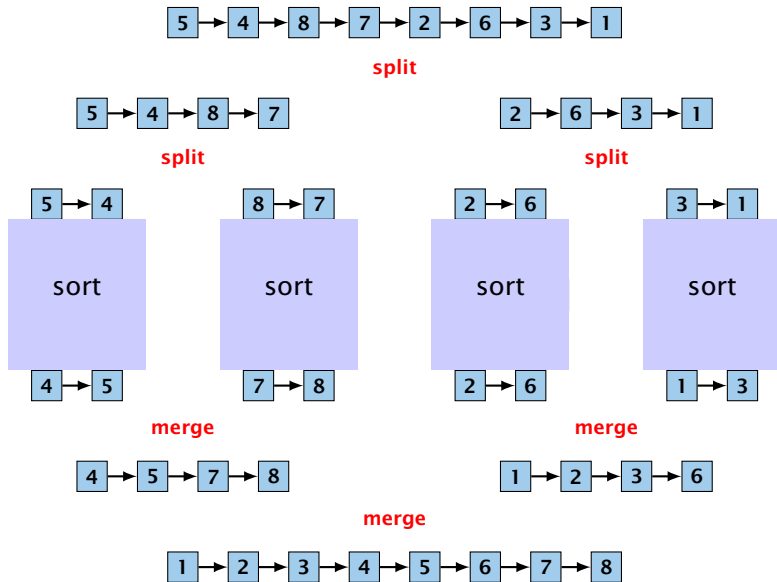 5 4 8 7 2 6 3 1
split
5 4 8 7 2 6 3 1
split split
5 4 8 7 2 6 3 1
sort sort sort sort
4 5 7 8 2 6 1 3
merge merge
4 5 7 8 1 2 3 6
merge
1 2 3 4 5 6 7 8